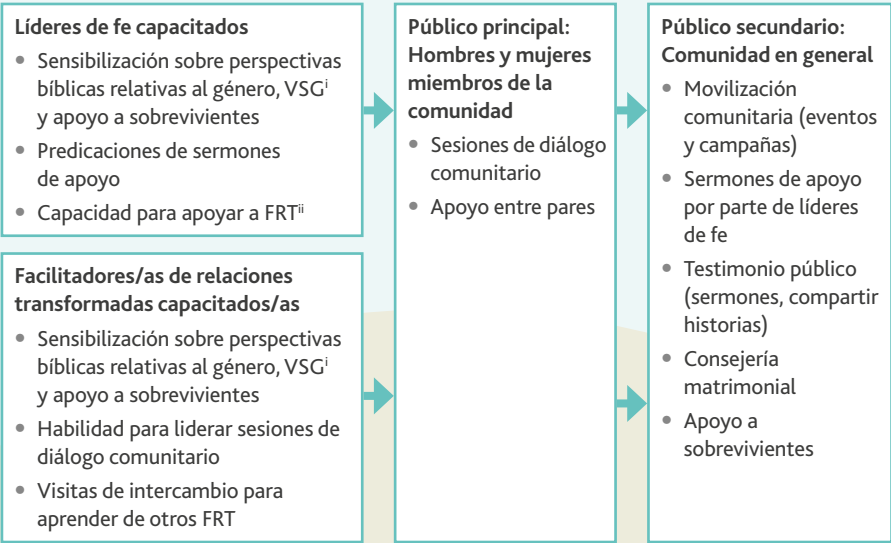 Líderes de fe capacitados
• Sensibilización sobre perspectivas
bíblicas relativas al género, VSGⁱ
y apoyo a sobrevivientes
• Predicaciones de sermones
de apoyo
• Capacidad para apoyar a FRTⁱⁱ
Facilitadores/as de relaciones
transformadas capacitados/as
• Sensibilización sobre perspectivas
bíblicas relativas al género, VSGⁱ
y apoyo a sobrevivientes
• Habilidad para liderar sesiones de
diálogo comunitario
• Visitas de intercambio para
aprender de otros FRT
Público principal:
Hombres y mujeres
miembros de la
comunidad
• Sesiones de diálogo
comunitario
• Apoyo entre pares
Público secundario:
Comunidad en general
• Movilización
comunitaria (eventos
y campañas)
• Sermones de apoyo
por parte de líderes
de fe
• Testimonio público
(sermones, compartir
historias)
• Consejería
matrimonial
• Apoyo a
sobrevivientes